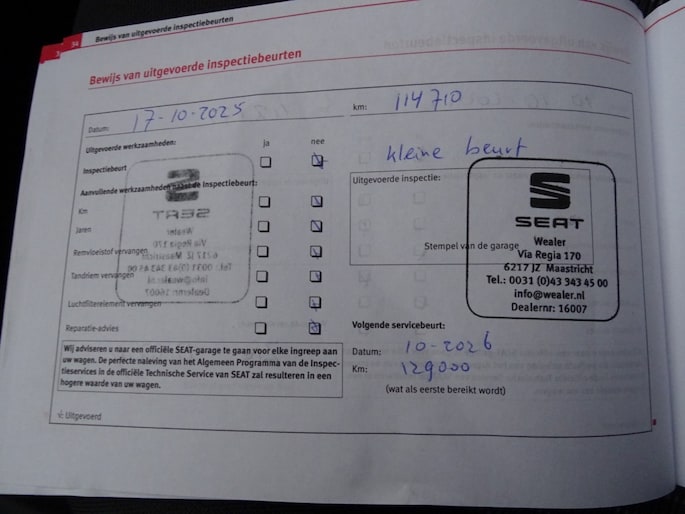 34 Bewijs van uitgevoerde inspectiebeurten
Bewijs van uitgevoerde inspectiebeurten
Datum: 17-10-2025
km: 114710
Uitgevoerde werkzaamheden: ja nee
kleine beurt
Inspectiebeurt
Uitgevoerde inspectie:
Aanvullende werkzaamheden naast de Inspectiebeurt:
Km
Jaren
Remvloeistof vervangen
Tandriem vervangen
Luchtfilterelement vervangen
Reparatie-advies
Stempel van de garage
SEAT
Wealer
Via Regia 170
6217 JZ Maastricht
Tel.: 0031 (0)43 343 45 00
info@wealer.nl
Dealernr: 16007
Volgende servicebeurt:
Datum: 10-2026
Km: 129000
(wat als eerste bereikt wordt)
Wij adviseren u naar een officiële SEAT-garage te gaan voor elke ingreep aan
uw wagen. De perfecte naleving van het Algemeen Programma van de Inspec-
tieservices in de officiële Technische Service van SEAT zal resulteren in een
hogere waarde van uw wagen.
√: Uitgevoerd